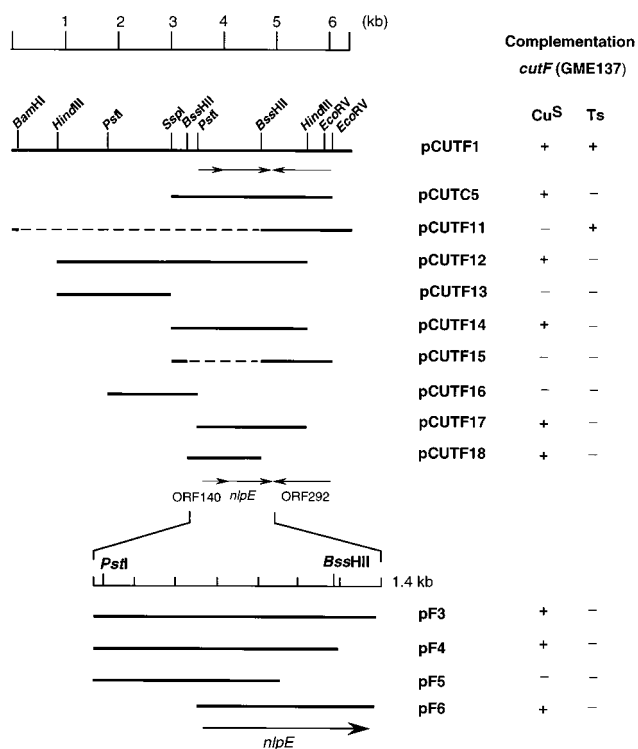 1 2 3 4 5 6 (kb)
Complementation
cutF (GME137)
BamHI HindIII PstI SspI BssHII PstI BssHII HindIII EcoRV EcoRV
CuS Ts
pCUTF1 + +
pCUTC5 + −
pCUTF11 − +
pCUTF12 + −
pCUTF13 − −
pCUTF14 + −
pCUTF15 − −
pCUTF16 − −
pCUTF17 + −
pCUTF18 + −
ORF140 nlpE ORF292
PstI BssHII
1.4 kb
pF3 + −
pF4 + −
pF5 − −
pF6 + −
nlpE